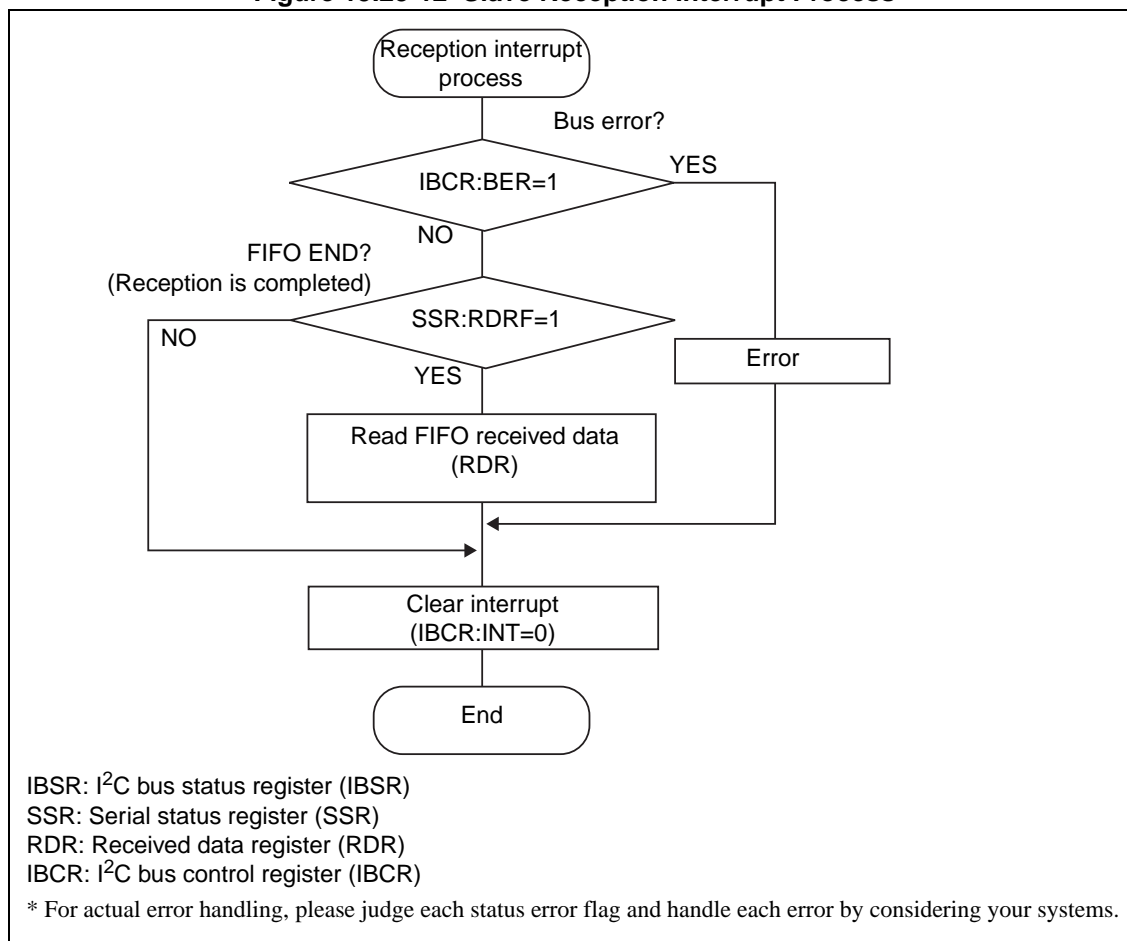 Reception interrupt
process
Bus error?
IBCR:BER=1
YES
NO
FIFO END?
(Reception is completed)
SSR:RDRF=1
NO
YES
Error
Read FIFO received data
(RDR)
Clear interrupt
(IBCR:INT=0)
End
IBSR: I²C bus status register (IBSR)
SSR: Serial status register (SSR)
RDR: Received data register (RDR)
IBCR: I²C bus control register (IBCR)
* For actual error handling, please judge each status error flag and handle each error by considering your systems.